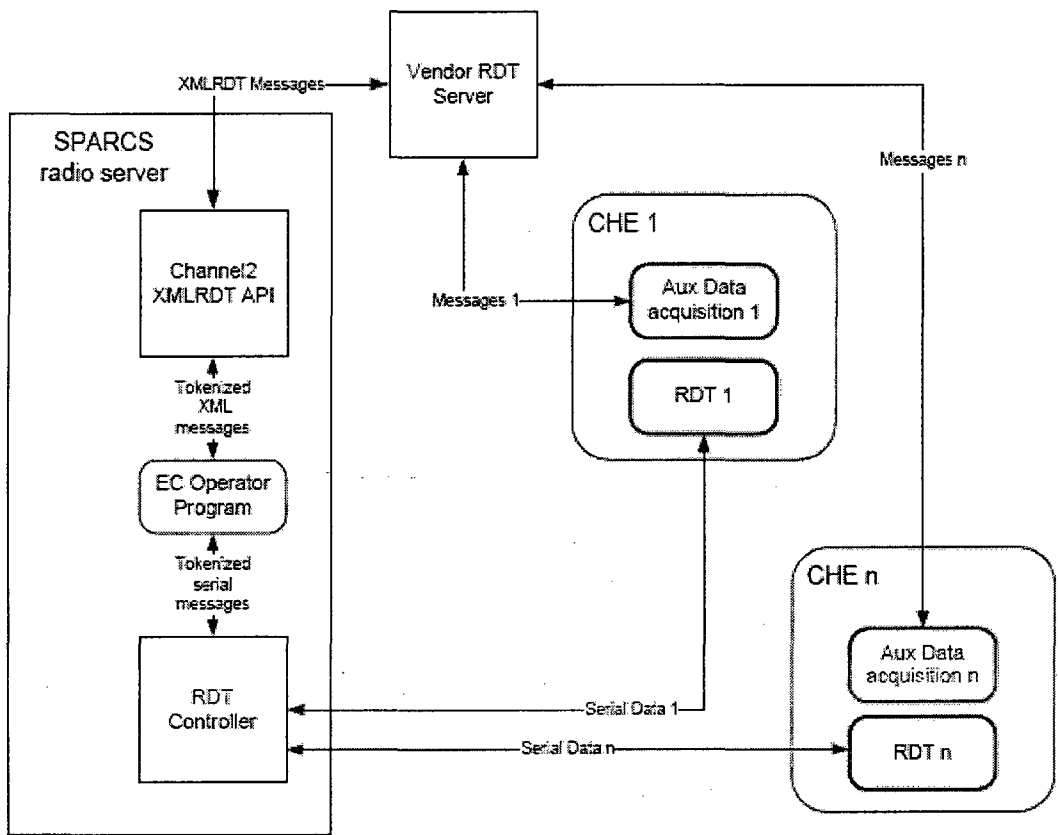 Vendor RDT
Server
XMLRDT Messages
SPARCS
radio server
Messages n
CHE 1
Channel2
XMLRDT API
Aux Data
acquisition 1
Messages 1
RDT 1
Tokenized
XML
messages
EC Operator
Program
Tokenized
serial
messages
CHE n
Aux Data
acquisition n
RDT
Controller
Serial Data 1
Serial Data n
RDT n